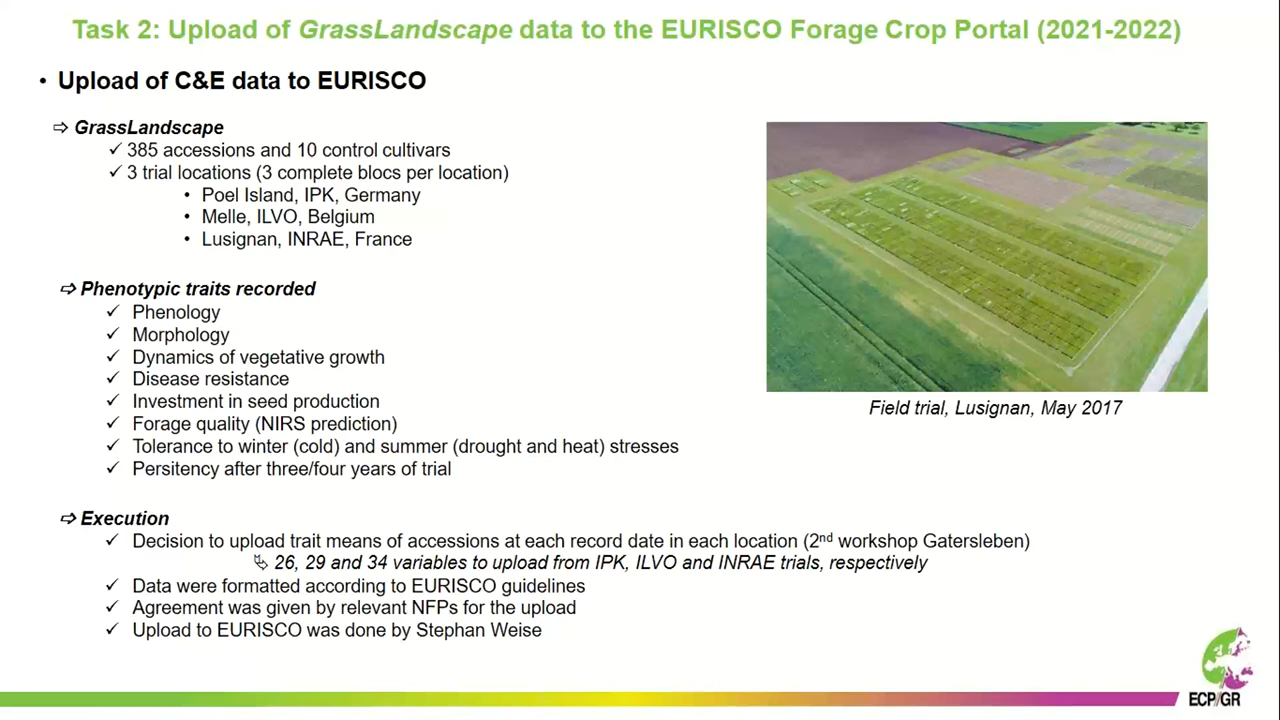 Task 2: Upload of GrassLandscape data to the EURISCO Forage Crop Portal (2021-2022)
• Upload of C&E data to EURISCO
⇨ GrassLandscape
✓ 385 accessions and 10 control cultivars
✓ 3 trial locations (3 complete blocs per location)
• Poel Island, IPK, Germany
• Melle, ILVO, Belgium
• Lusignan, INRAE, France
⇨ Phenotypic traits recorded
✓ Phenology
✓ Morphology
✓ Dynamics of vegetative growth
✓ Disease resistance
✓ Investment in seed production
✓ Forage quality (NIRS prediction)
✓ Tolerance to winter (cold) and summer (drought and heat) stresses
✓ Persitency after three/four years of trial
Field trial, Lusignan, May 2017
⇨ Execution
✓ Decision to upload trait means of accessions at each record date in each location (2nd workshop Gatersleben)
↳ 26, 29 and 34 variables to upload from IPK, ILVO and INRAE trials, respectively
✓ Data were formatted according to EURISCO guidelines
✓ Agreement was given by relevant NFPs for the upload
✓ Upload to EURISCO was done by Stephan Weise
ECP/GR